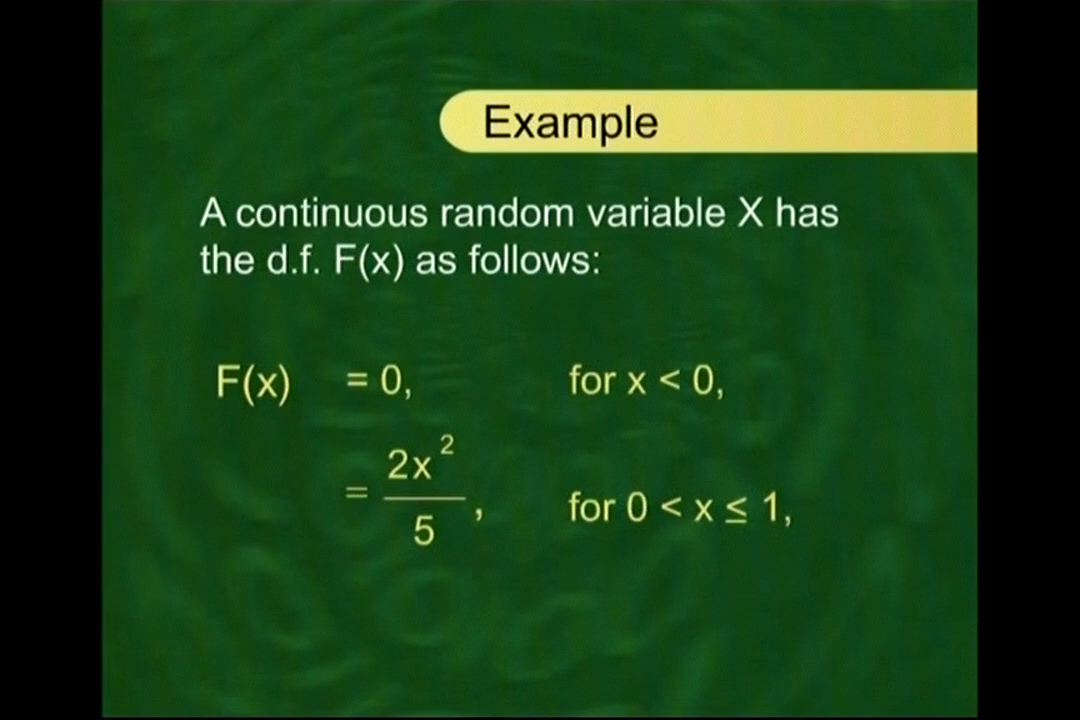 Example
A continuous random variable X has
the d.f. F(x) as follows:
F(x) = 0, for x < 0,
= 2x² / 5, for 0 < x ≤ 1,